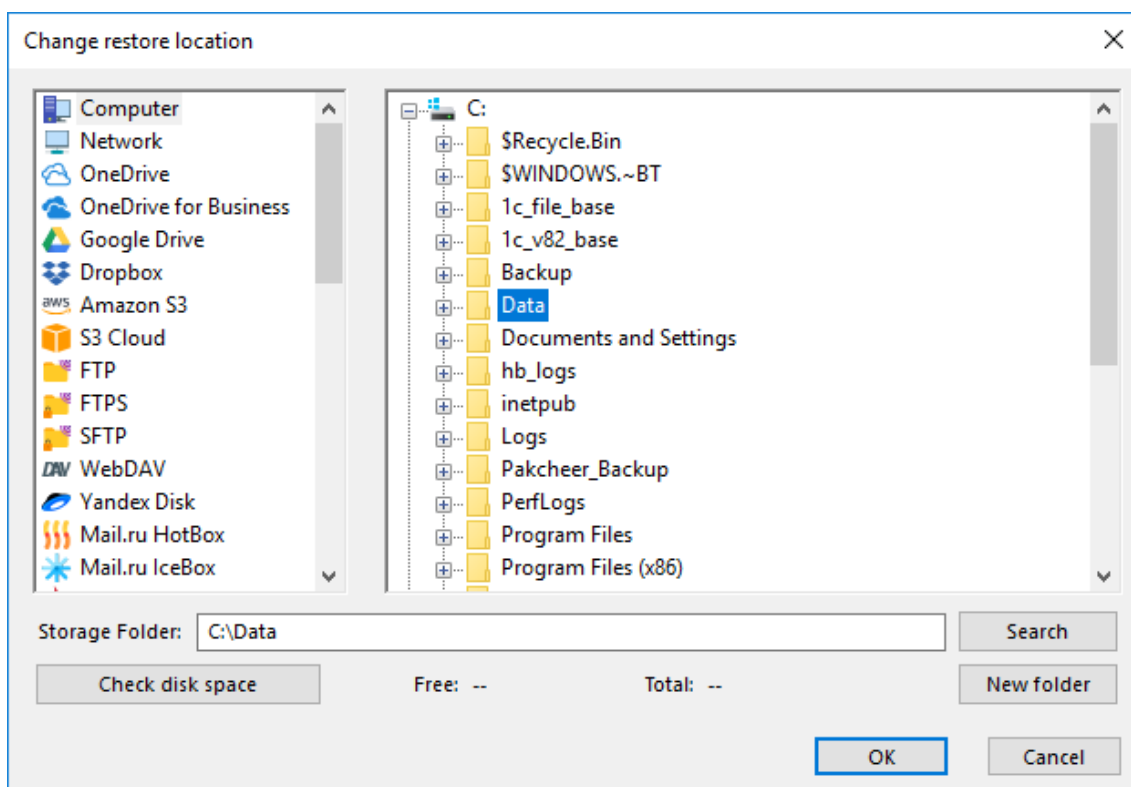 Change restore location
Computer
Network
OneDrive
OneDrive for Business
Google Drive
Dropbox
aws Amazon S3
S3 Cloud
FTP
FTPS
SFTP
DAV WebDAV
Yandex Disk
Mail.ru HotBox
Mail.ru IceBox
C:
$Recycle.Bin
$WINDOWS.~BT
1c_file_base
1c_v82_base
Backup
Data
Documents and Settings
hb_logs
inetpub
Logs
Pakcheer_Backup
PerfLogs
Program Files
Program Files (x86)
Storage Folder: C:\Data Search
Check disk space Free: -- Total: -- New folder
OK Cancel